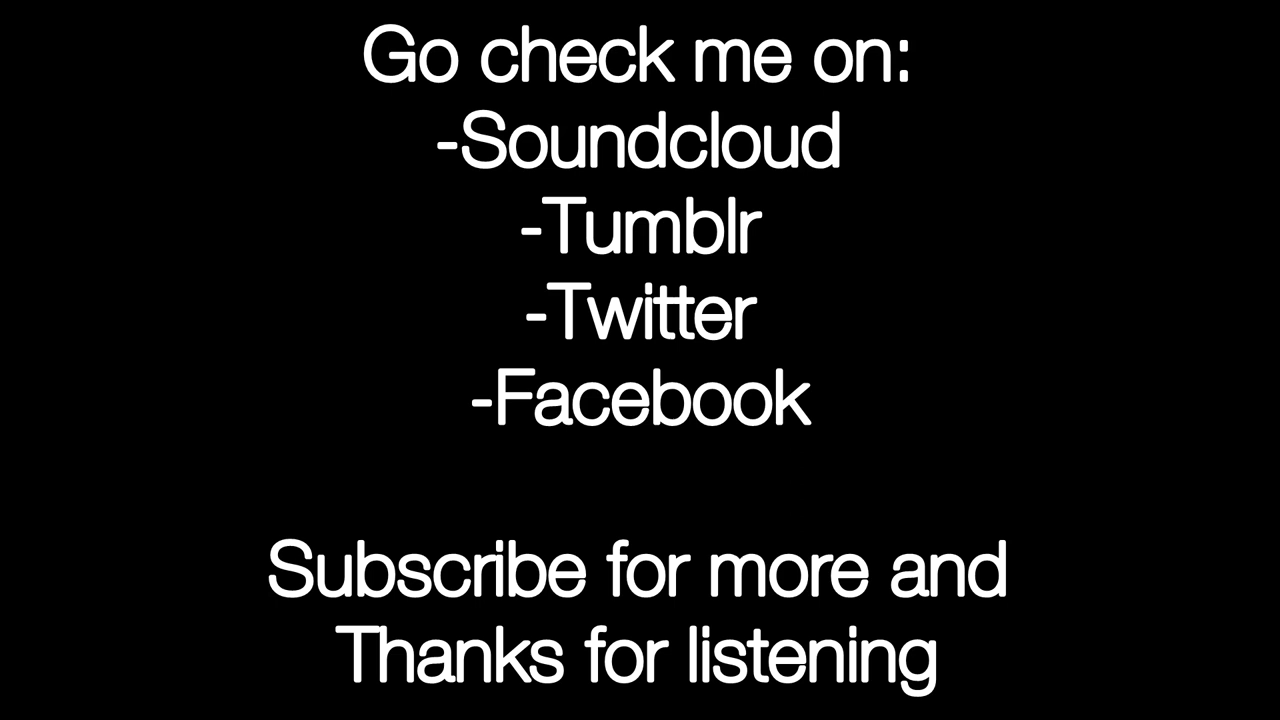 Go check me on:
-Soundcloud
-Tumblr
-Twitter
-Facebook
Subscribe for more and
Thanks for listening